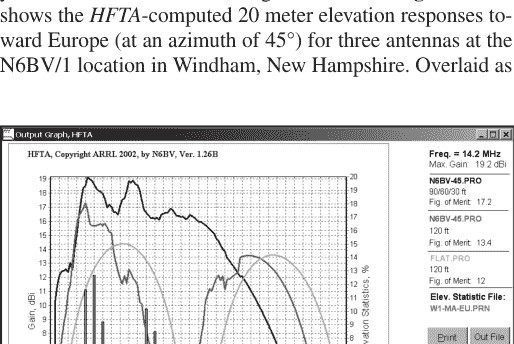 shows the HFTA-computed 20 meter elevation responses to-
ward Europe (at an azimuth of 45°) for three antennas at the
N6BV/1 location in Windham, New Hampshire. Overlaid as
Output Graph, HFTA
HFTA, Copyright ARRL 2002, by N6BV, Ver. 1.26B
Freq. = 14.2 MHz
Max. Gain: 19.2 dBi
N6BV-45.PRO
90/60/30 ft
Fig. of Merit: 17.2
N6BV-45.PRO
120 ft
Fig. of Merit: 13.4
FLAT.PRO
120 ft
Fig. of Merit: 12
Elev. Statistic File:
W1-MA-EU.PRN
Print Out File
Gain, dBi
19
18
17
16
15
14
13
12
11
10
9
8
20
19
18
17
16
15
14
13
12
11
10
9
8
vation Statistics, %